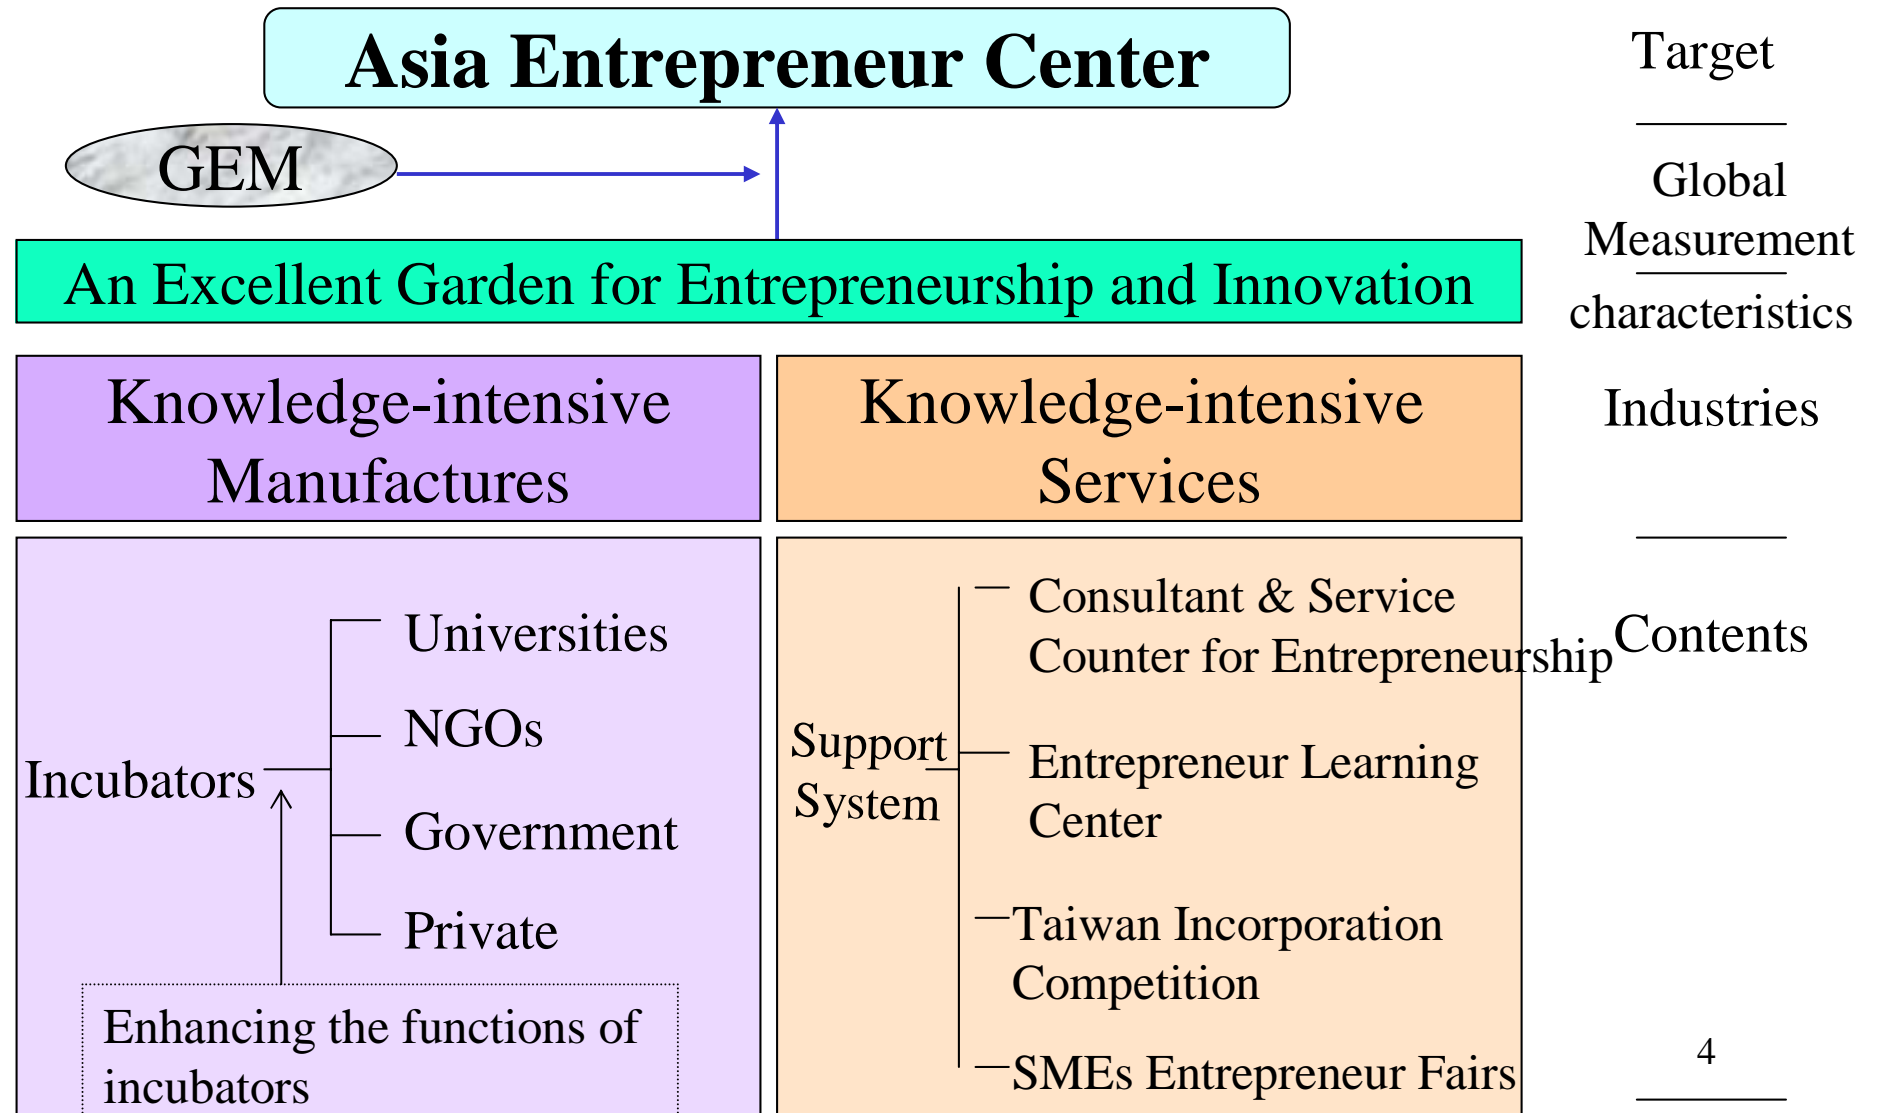 Asia Entrepreneur Center
Target
GEM
Global
Measurement
An Excellent Garden for Entrepreneurship and Innovation
characteristics
Knowledge-intensive
Manufactures
Knowledge-intensive
Services
Industries
Incubators
Universities
NGOs
Government
Private
Enhancing the functions of
incubators
Support
System
Consultant & Service
Counter for Entrepreneurship
Entrepreneur Learning
Center
Taiwan Incorporation
Competition
SMEs Entrepreneur Fairs
Contents
4